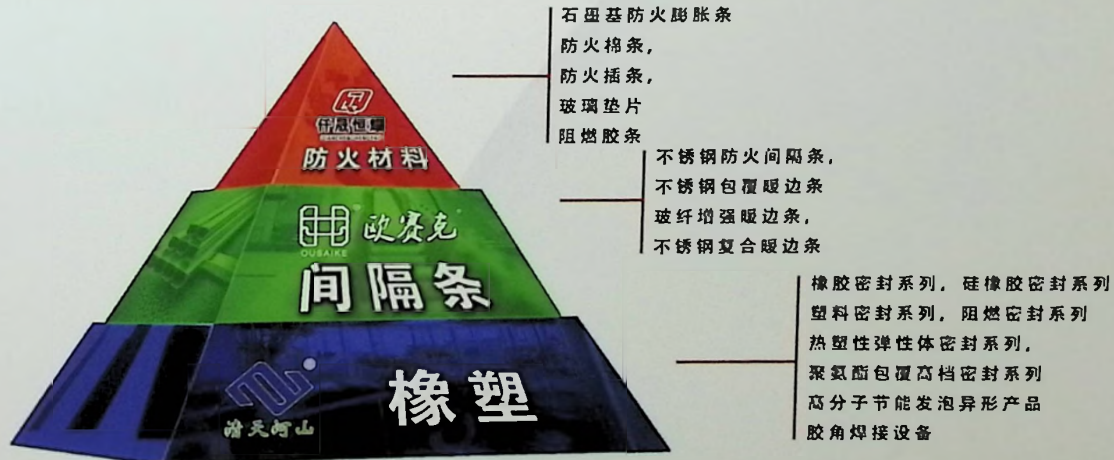 石墨基防火膨胀条
防火棉条,
防火插条,
玻璃垫片
阻燃胶条
防火材料
不锈钢防火间隔条,
不锈钢包覆暖边条
玻纤增强暖边条,
不锈钢复合暖边条
欧赛克
OUSAIKE
间隔条
橡胶密封系列, 硅橡胶密封系列
塑料密封系列, 阻燃密封系列
热塑性弹性体密封系列,
聚氨酯包覆高档密封系列
高分子节能发泡异形产品
胶角焊接设备
橡塑